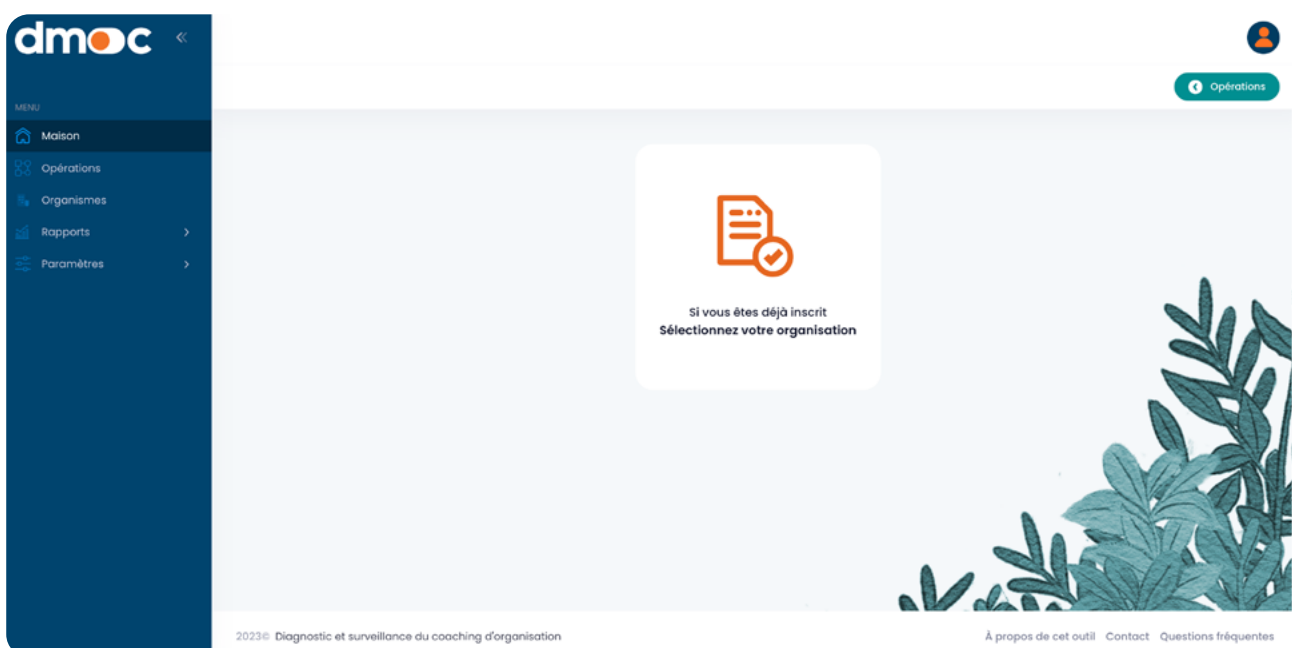 dmoc
Opérations
MENU
Maison
Opérations
Organismes
Rapports
Paramètres
Si vous êtes déjà inscrit
Sélectionnez votre organisation
2023© Diagnostic et surveillance du coaching d'organisation
À propos de cet outil Contact Questions fréquentes